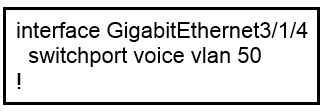 interface GigabitEthernet3/1/4
switchport voice vlan 50
!